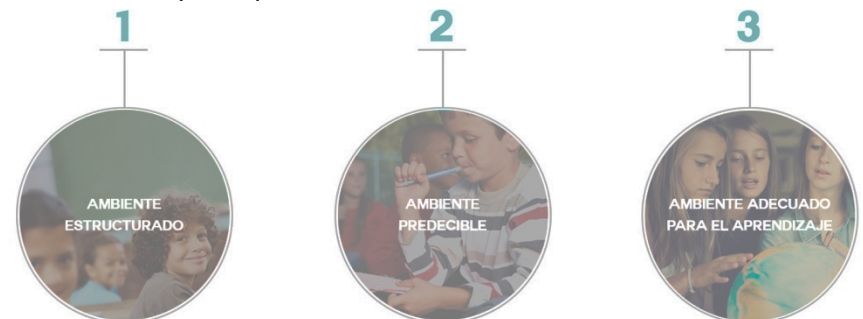 1
2
3
AMBIENTE
ESTRUCTURADO
AMBIENTE
PREDECIBLE
AMBIENTE ADECUADO
PARA EL APRENDIZAJE